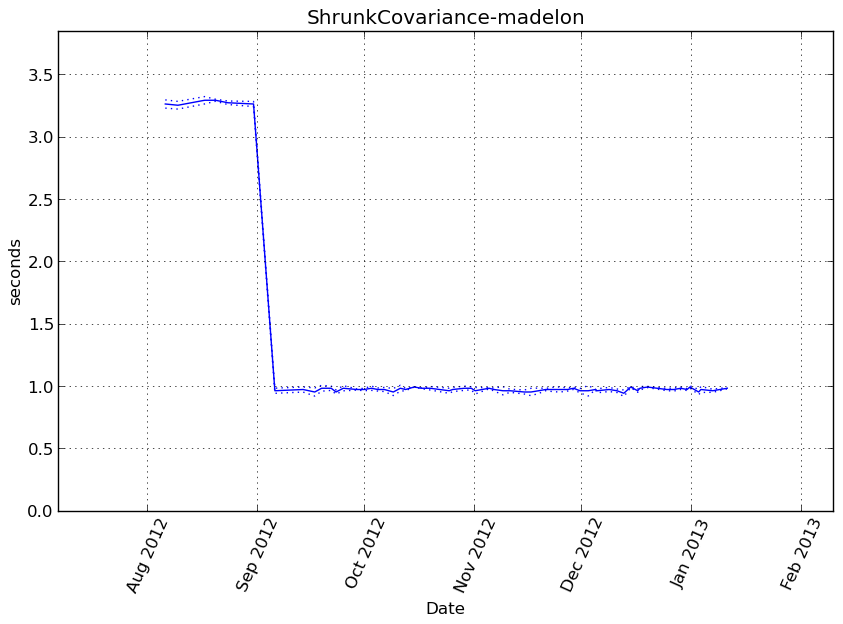 ShrunkCovariance-madelon
3.5
3.0
2.5
2.0
1.5
1.0
0.5
0.0
seconds
Aug 2012
Sep 2012
Oct 2012
Nov 2012
Dec 2012
Jan 2013
Feb 2013
Date